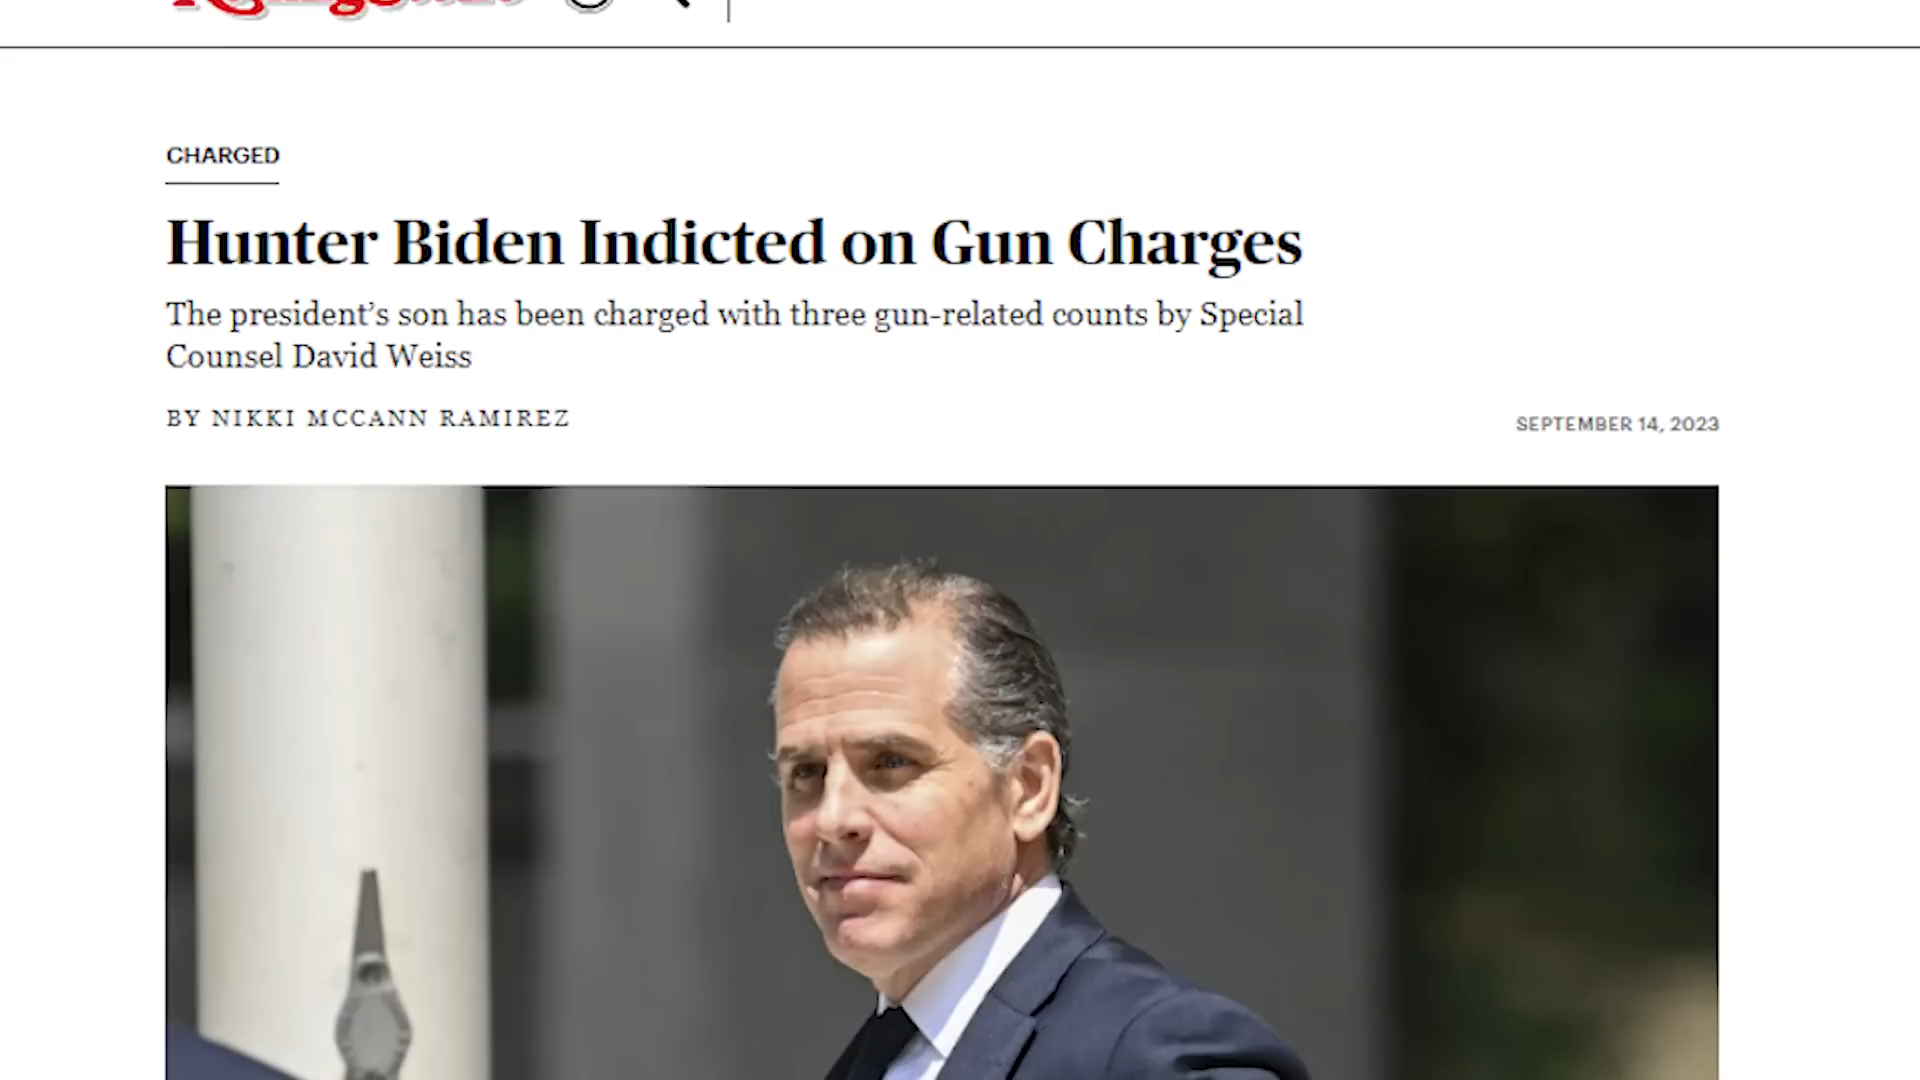 CHARGED
Hunter Biden Indicted on Gun Charges
The president’s son has been charged with three gun-related counts by Special
Counsel David Weiss
BY NIKKI MCCANN RAMIREZ
SEPTEMBER 14, 2023